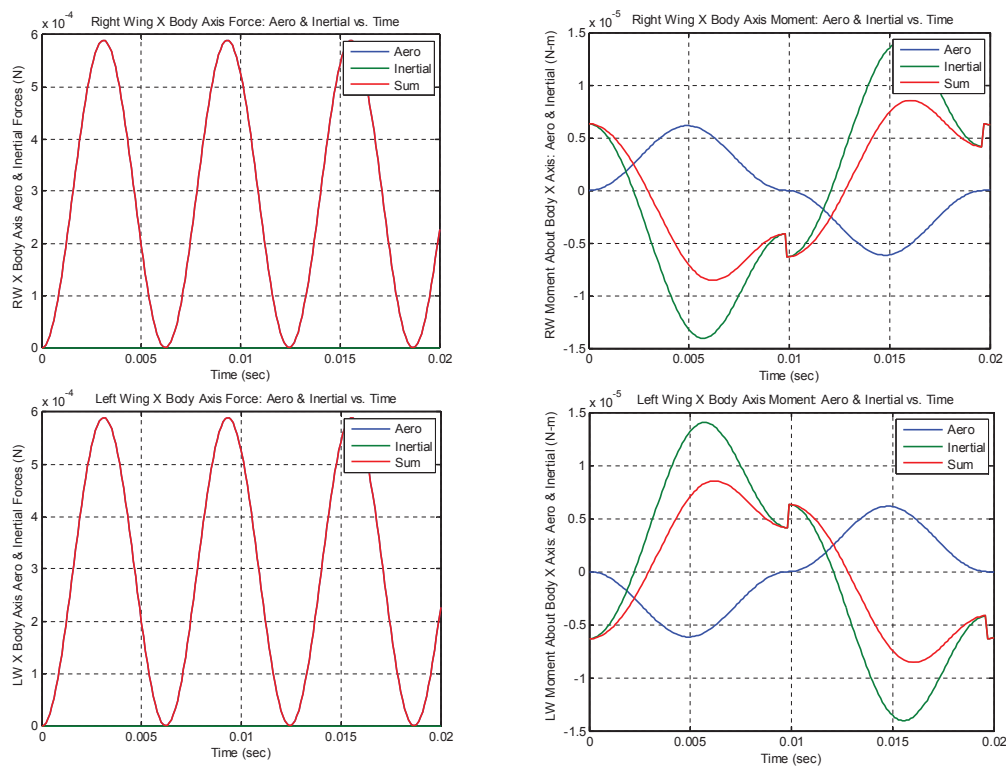 Right Wing X Body Axis Force: Aero & Inertial vs. Time
x 10^-4
RW X Body Axis Aero & Inertial Forces (N)
6
5
4
3
2
1
0
0 0.005 0.01 0.015 0.02
Time (sec)
Aero
Inertial
Sum
Right Wing X Body Axis Moment: Aero & Inertial vs. Time
x 10^-5
RW Moment About Body X Axis: Aero & Inertial (N-m)
1.5
1
0.5
0
-0.5
-1
-1.5
0 0.005 0.01 0.015 0.02
Time (sec)
Aero
Inertial
Sum
Left Wing X Body Axis Force: Aero & Inertial vs. Time
x 10^-4
LW X Body Axis Aero & Inertial Forces (N)
6
5
4
3
2
1
0
0 0.005 0.01 0.015 0.02
Time (sec)
Aero
Inertial
Sum
Left Wing X Body Axis Moment: Aero & Inertial vs. Time
x 10^-5
LW Moment About Body X Axis: Aero & Inertial (N-m)
1.5
1
0.5
0
-0.5
-1
-1.5
0 0.005 0.01 0.015 0.02
Time (sec)
Aero
Inertial
Sum